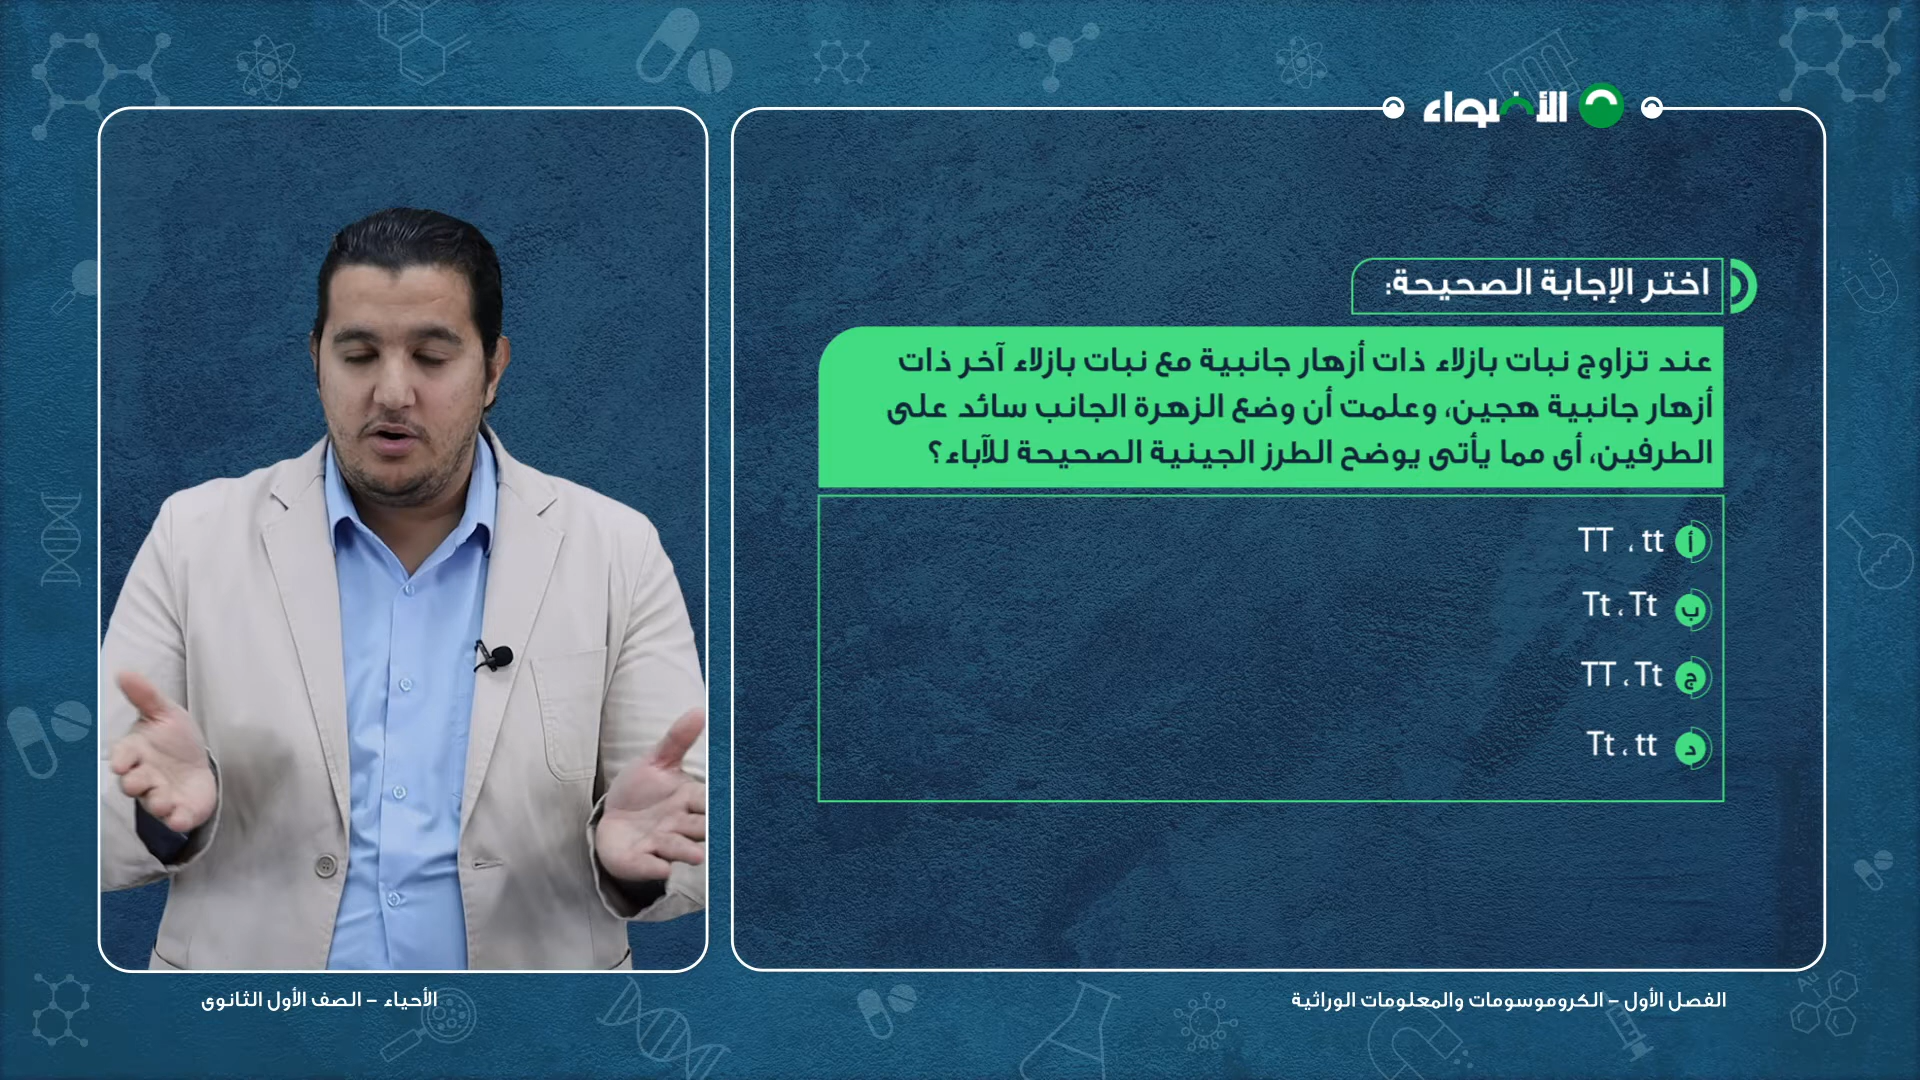 الأضواء
اختر الإجابة الصحيحة:
عند تزاوج نبات بازلاء ذات أزهار جانبية مع نبات بازلاء آخر ذات
أزهار جانبية هجين، وعلمت أن وضع الزهرة الجانب سائد على
الطرفين، أى مما يأتى يوضح الطرز الجينية الصحيحة للآباء؟
أ TT ، tt
ب Tt ، Tt
ج TT ، Tt
د Tt ، tt
الفصل الأول – الكروموسومات والمعلومات الوراثية
الأحياء – الصف الأول الثانوى